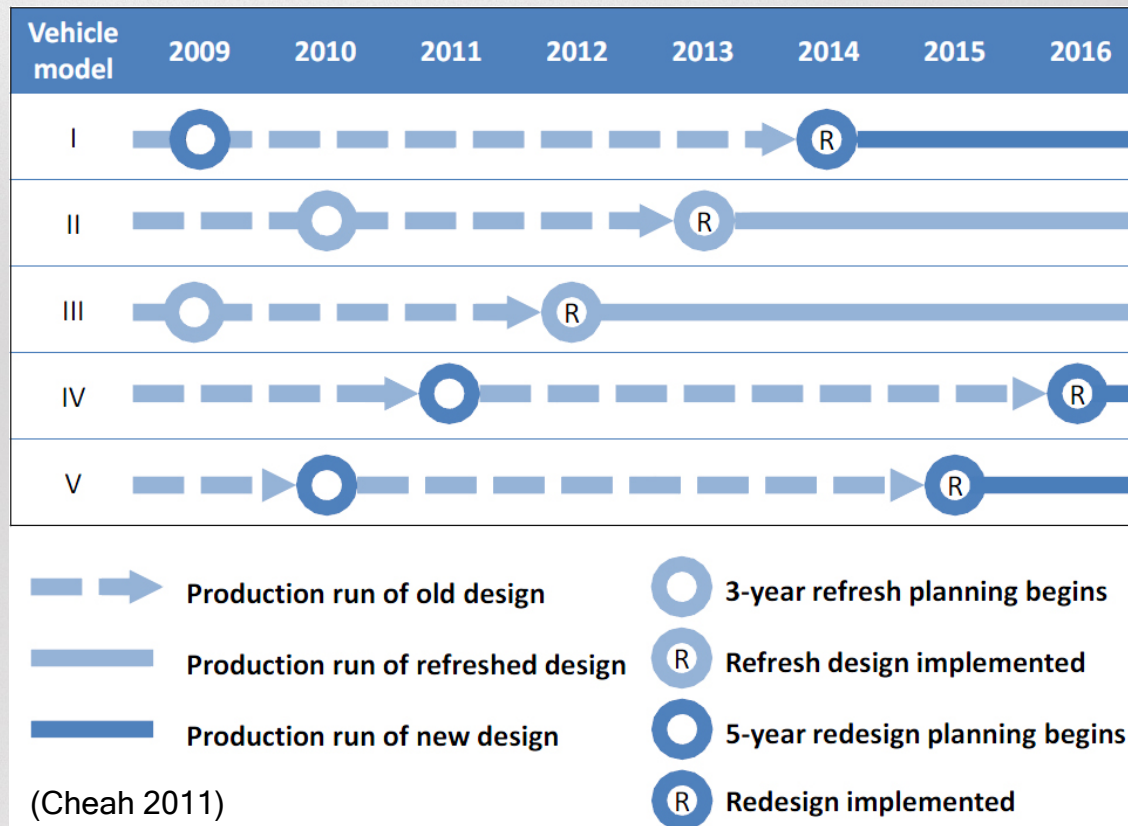 Vehicle model 2009 2010 2011 2012 2013 2014 2015 2016
I R
II R
III R
IV R
V R
Production run of old design
3-year refresh planning begins
Production run of refreshed design
R Refresh design implemented
Production run of new design
5-year redesign planning begins
(Cheah 2011)
R Redesign implemented